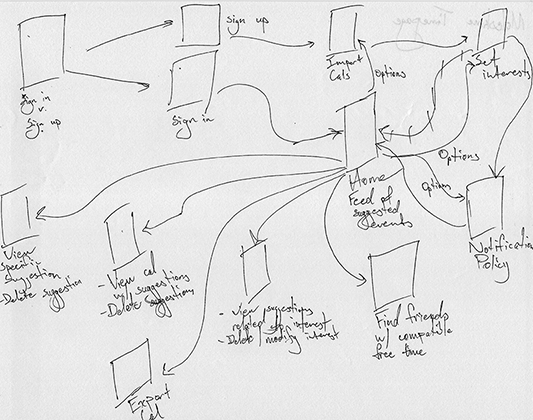 Sign in
v.
Sign up
sign up
sign in
Import
Cals
Options
Set
interests
Options
Options
Home
Feed of
suggested
events
Notification
Policy
View
specific
suggestion
- Delete suggestion
- View cal
w/ suggestions
- Delete suggestions
- View suggestions
related to interest
- Delete/modify interest
Find friends
w/ compatible
free time
Export
Cal